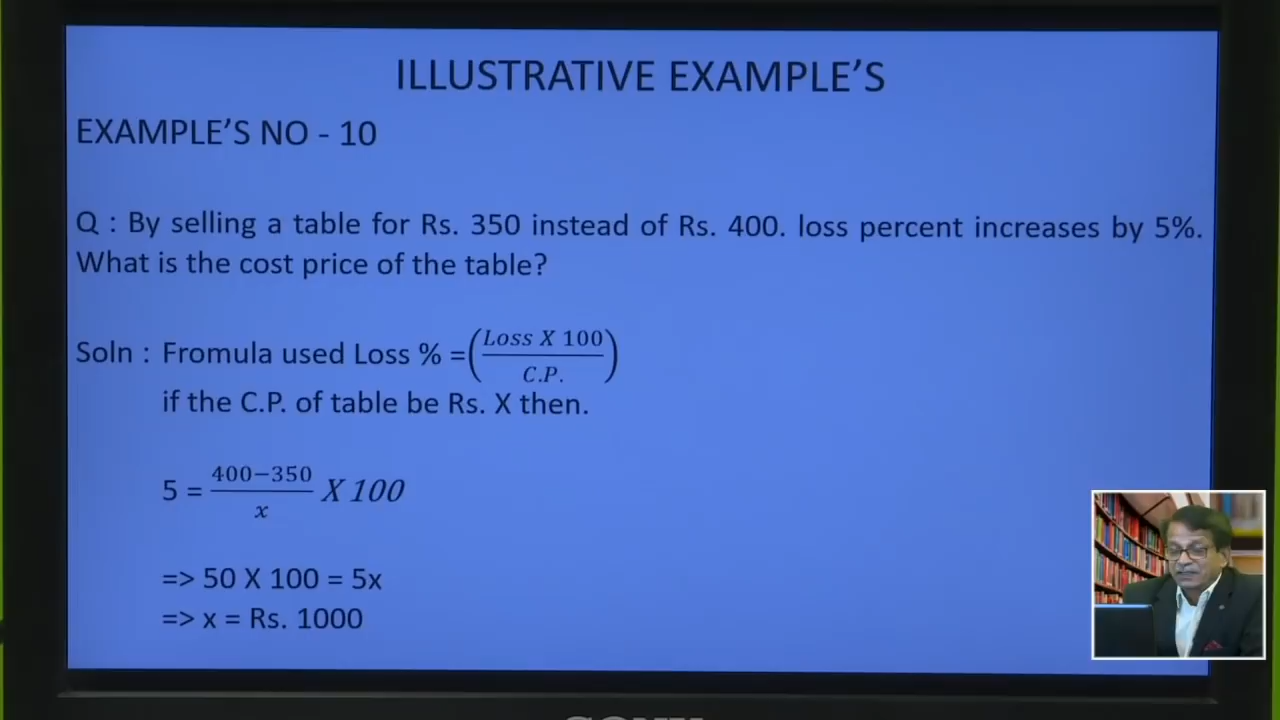 ILLUSTRATIVE EXAMPLE'S
EXAMPLE'S NO - 10
Q : By selling a table for Rs. 350 instead of Rs. 400. loss percent increases by 5%.
What is the cost price of the table?
Soln : Fromula used Loss % =(Loss X 100 / C.P.)
if the C.P. of table be Rs. X then.
5 = 400−350 / x X 100
=> 50 X 100 = 5x
=> x = Rs. 1000